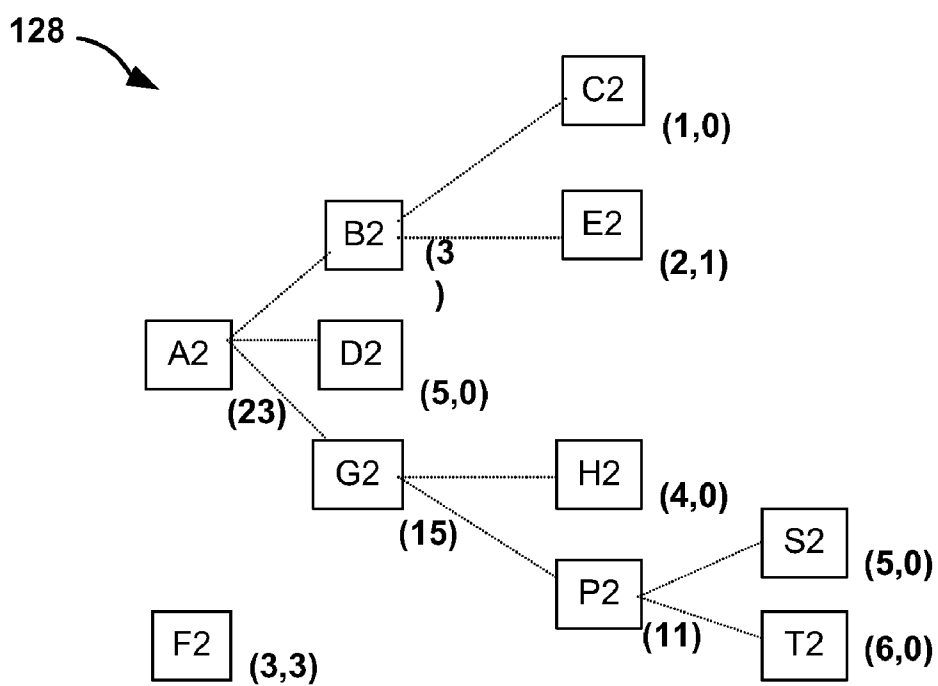 128
C2
(1,0)
B2
(3
)
E2
(2,1)
A2
(23)
D2
(5,0)
G2
(15)
H2
(4,0)
P2
(11)
S2
(5,0)
T2
(6,0)
F2
(3,3)